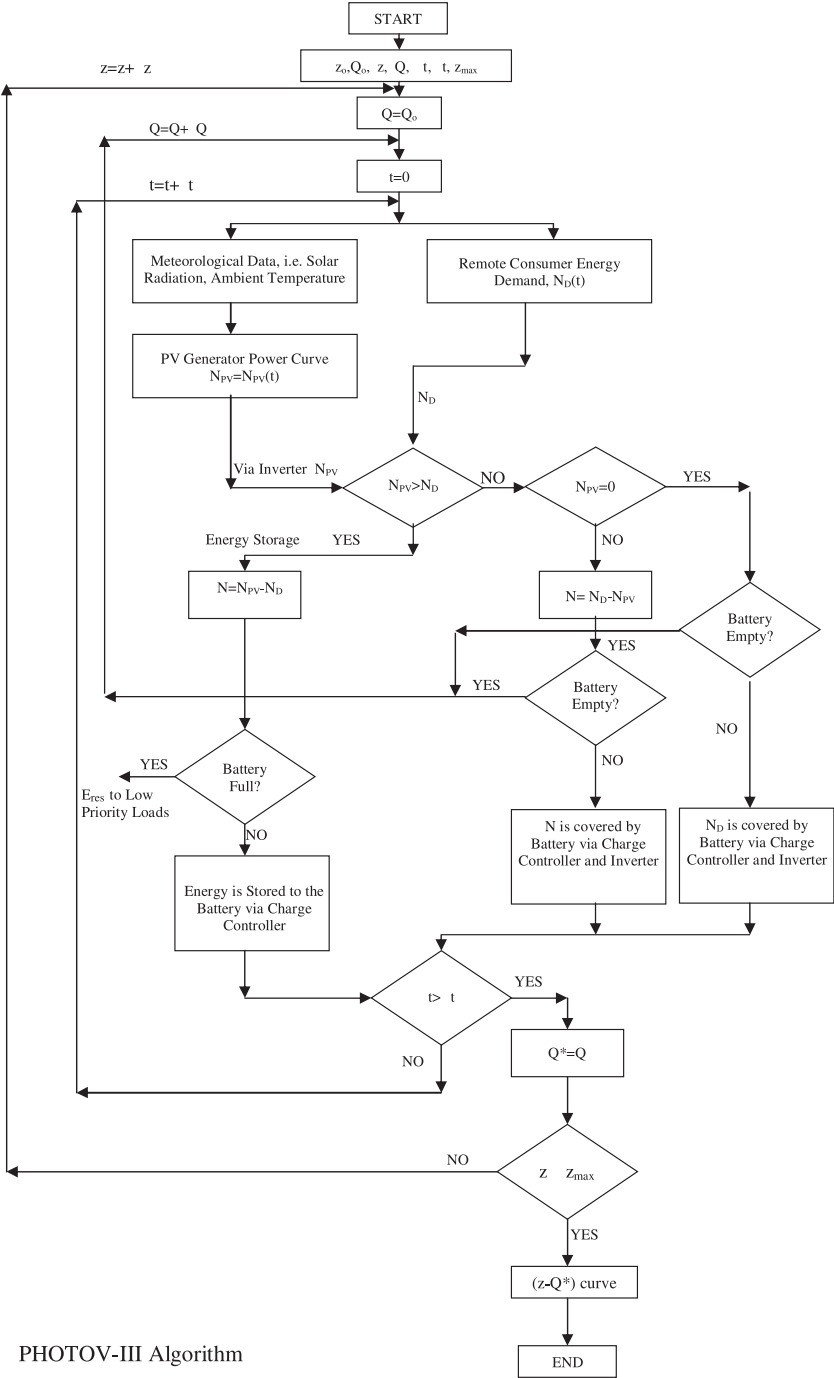 START
z=z+ z
zo,Qo, z, Q, t, t, zmax
Q=Qo
Q=Q+ Q
t=0
t=t+ t
Meteorological Data, i.e. Solar
Radiation, Ambient Temperature
Remote Consumer Energy
Demand, ND(t)
PV Generator Power Curve
NPV=NPV(t)
ND
Via Inverter NPV
NPV>ND
NO
NPV=0
YES
Energy Storage
YES
NO
N=NPV-ND
N= ND-NPV
Battery
Empty?
YES
YES
Battery
Empty?
NO
Battery
Full?
YES
NO
Eres to Low
Priority Loads
NO
N is covered by
Battery via Charge
Controller and Inverter
ND is covered by
Battery via Charge
Controller and Inverter
Energy is Stored to the
Battery via Charge
Controller
t> t
YES
NO
Q*=Q
NO
z zmax
YES
(z-Q*) curve
PHOTOV-III Algorithm
END